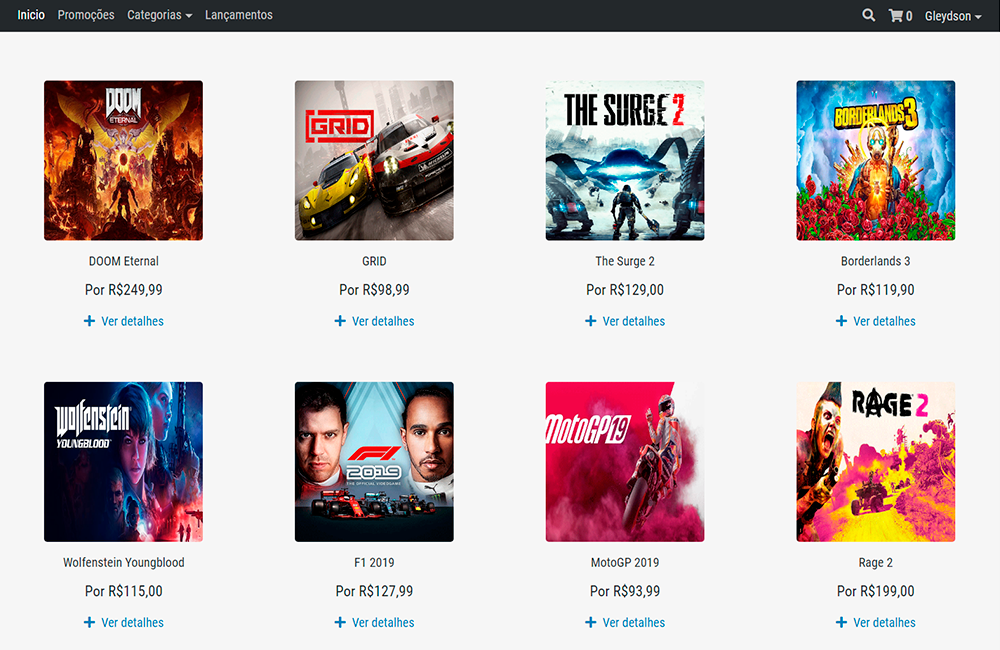 Inicio Promoções Categorias Lançamentos 0 Gleydson
DOOM
ETERNAL
GRID
THE SURGE 2
BORDERLANDS 3
DOOM Eternal GRID The Surge 2 Borderlands 3
Por R$249,99 Por R$98,99 Por R$129,00 Por R$119,90
Ver detalhes Ver detalhes Ver detalhes Ver detalhes
wolfenstein
YOUNGBLOOD
F1
2019
THE OFFICIAL VIDEOGAME
MotoGP 19
RAGE 2
Wolfenstein Youngblood F1 2019 MotoGP 2019 Rage 2
Por R$115,00 Por R$127,99 Por R$93,99 Por R$199,00
Ver detalhes Ver detalhes Ver detalhes Ver detalhes